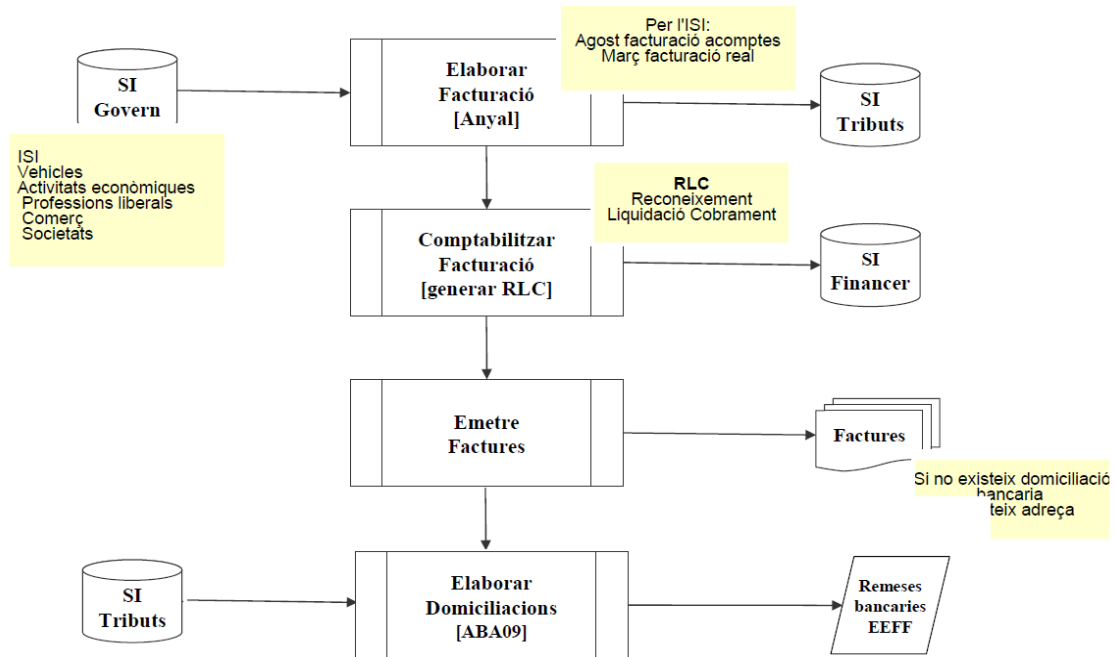 Per l'ISI:
Agost facturació acomptes
Març facturació real
SI
Govern
Elaborar
Facturació
[Anyal]
SI
Tributs
ISI
Vehicles
Activitats econòmiques
Professions liberals
Comerç
Societats
RLC
Reconeixement
Liquidació Cobrament
Comptabilitzar
Facturació
[generar RLC]
SI
Financer
Emetre
Factures
Factures
Si no existeix domiciliació
bancaria
teix adreça
SI
Tributs
Elaborar
Domiciliacions
[ABA09]
Remeses
bancaries
EEFF